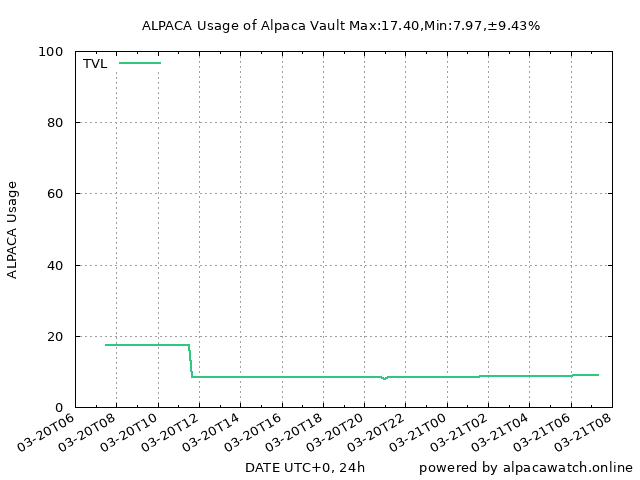 ALPACA Usage of Alpaca Vault Max:17.40,Min:7.97,±9.43%
TVL
100
80
60
40
20
0
ALPACA Usage
03-20T06
03-20T08
03-20T10
03-20T12
03-20T14
03-20T16
03-20T18
03-20T20
03-20T22
03-21T00
03-21T02
03-21T04
03-21T06
03-21T08
DATE UTC+0, 24h
powered by alpacawatch.online